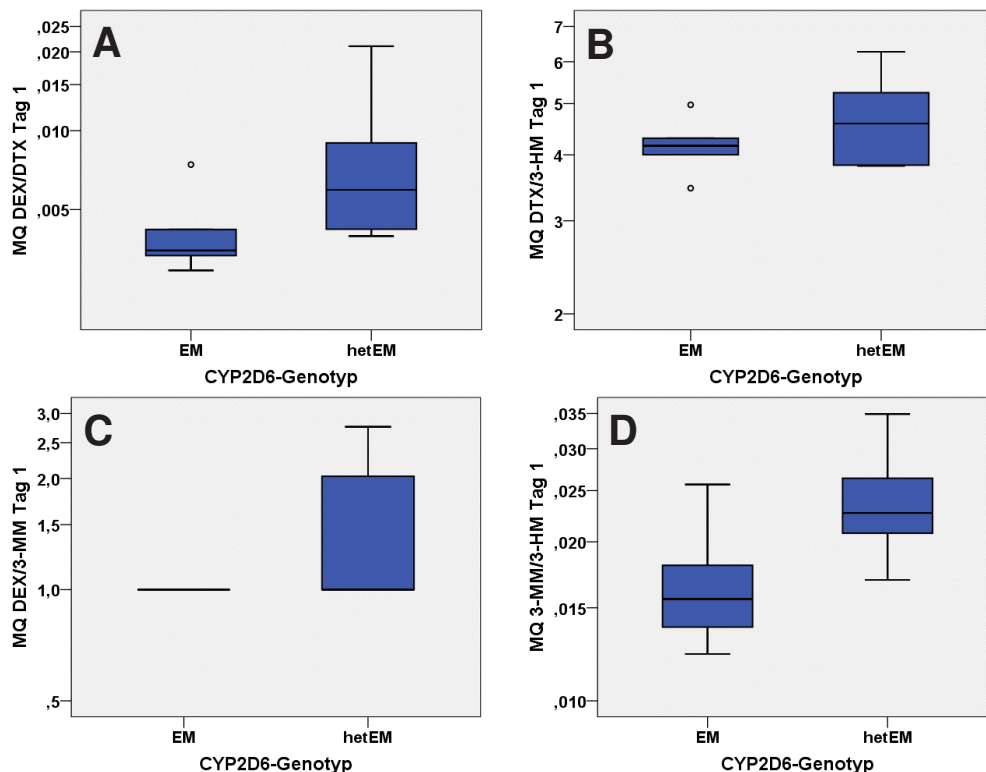 A
MQ DEX/DTX Tag 1
,025
,020
,015
,010
,005
EM
hetEM
CYP2D6-Genotyp
B
MQ DTX/3-HM Tag 1
7
6
5
4
3
2
EM
hetEM
CYP2D6-Genotyp
C
MQ DEX/3-MM Tag 1
3,0
2,5
2,0
1,5
1,0
,5
EM
hetEM
CYP2D6-Genotyp
D
MQ 3-MM/3-HM Tag 1
,035
,030
,025
,020
,015
,010
EM
hetEM
CYP2D6-Genotyp